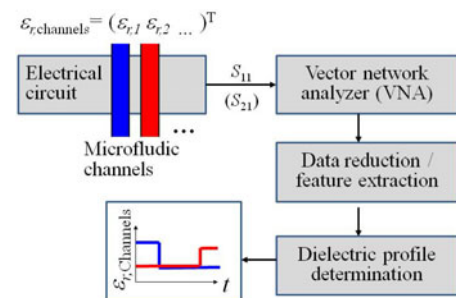 εr,channels= (εr,1 εr,2 ...)T
Electrical
circuit
...
Microfludic
channels
S11
(S21)
Vector network
analyzer (VNA)
Data reduction /
feature extraction
Dielectric profile
determination
εr,Channels
t